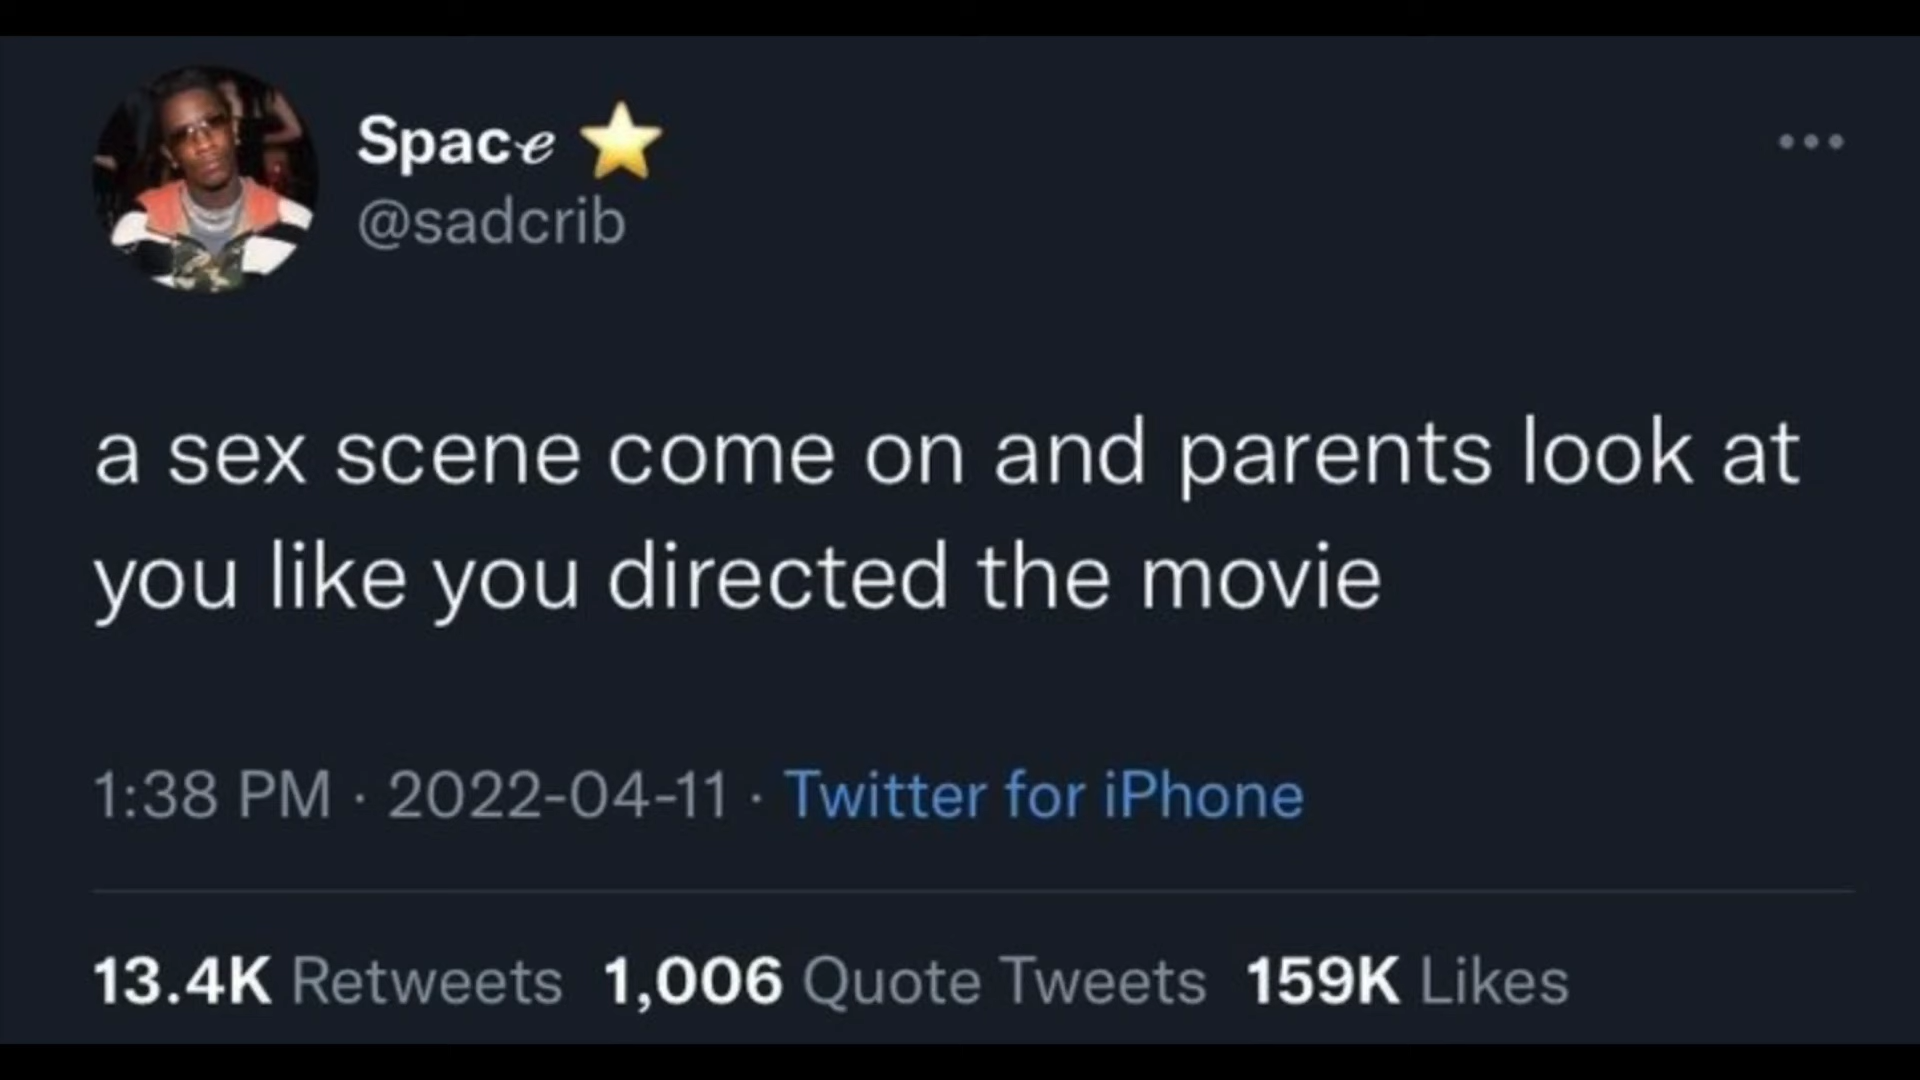 Spac𝓮 ⭐
@sadcrib
a sex scene come on and parents look at
you like you directed the movie
1:38 PM · 2022-04-11 · Twitter for iPhone
13.4K Retweets 1,006 Quote Tweets 159K Likes